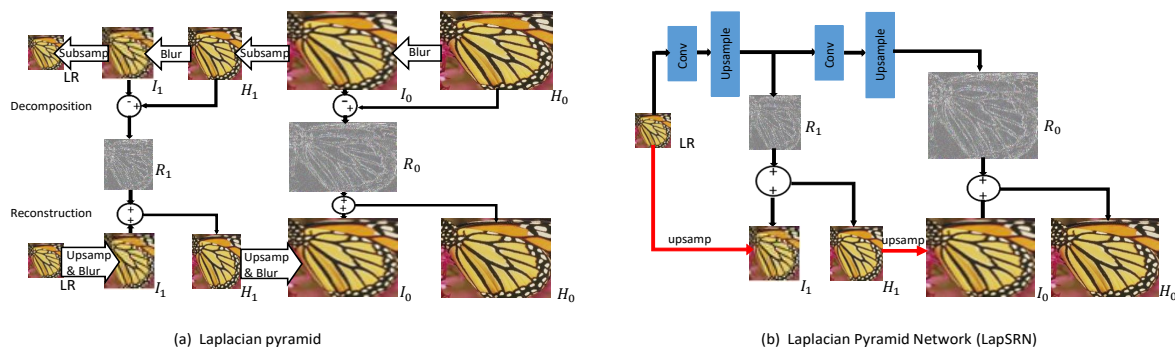 Subsamp
Blur
Subsamp
Blur
LR
I₁
H₁
I₀
H₀
Decomposition
- +
- +
R₁
R₀
Reconstruction
+ +
+ +
Upsamp & Blur
Upsamp & Blur
LR
I₁
H₁
I₀
H₀
(a) Laplacian pyramid
Conv
Upsample
Conv
Upsample
LR
R₁
R₀
+ +
+ +
upsamp
upsamp
I₁
H₁
I₀
H₀
(b) Laplacian Pyramid Network (LapSRN)